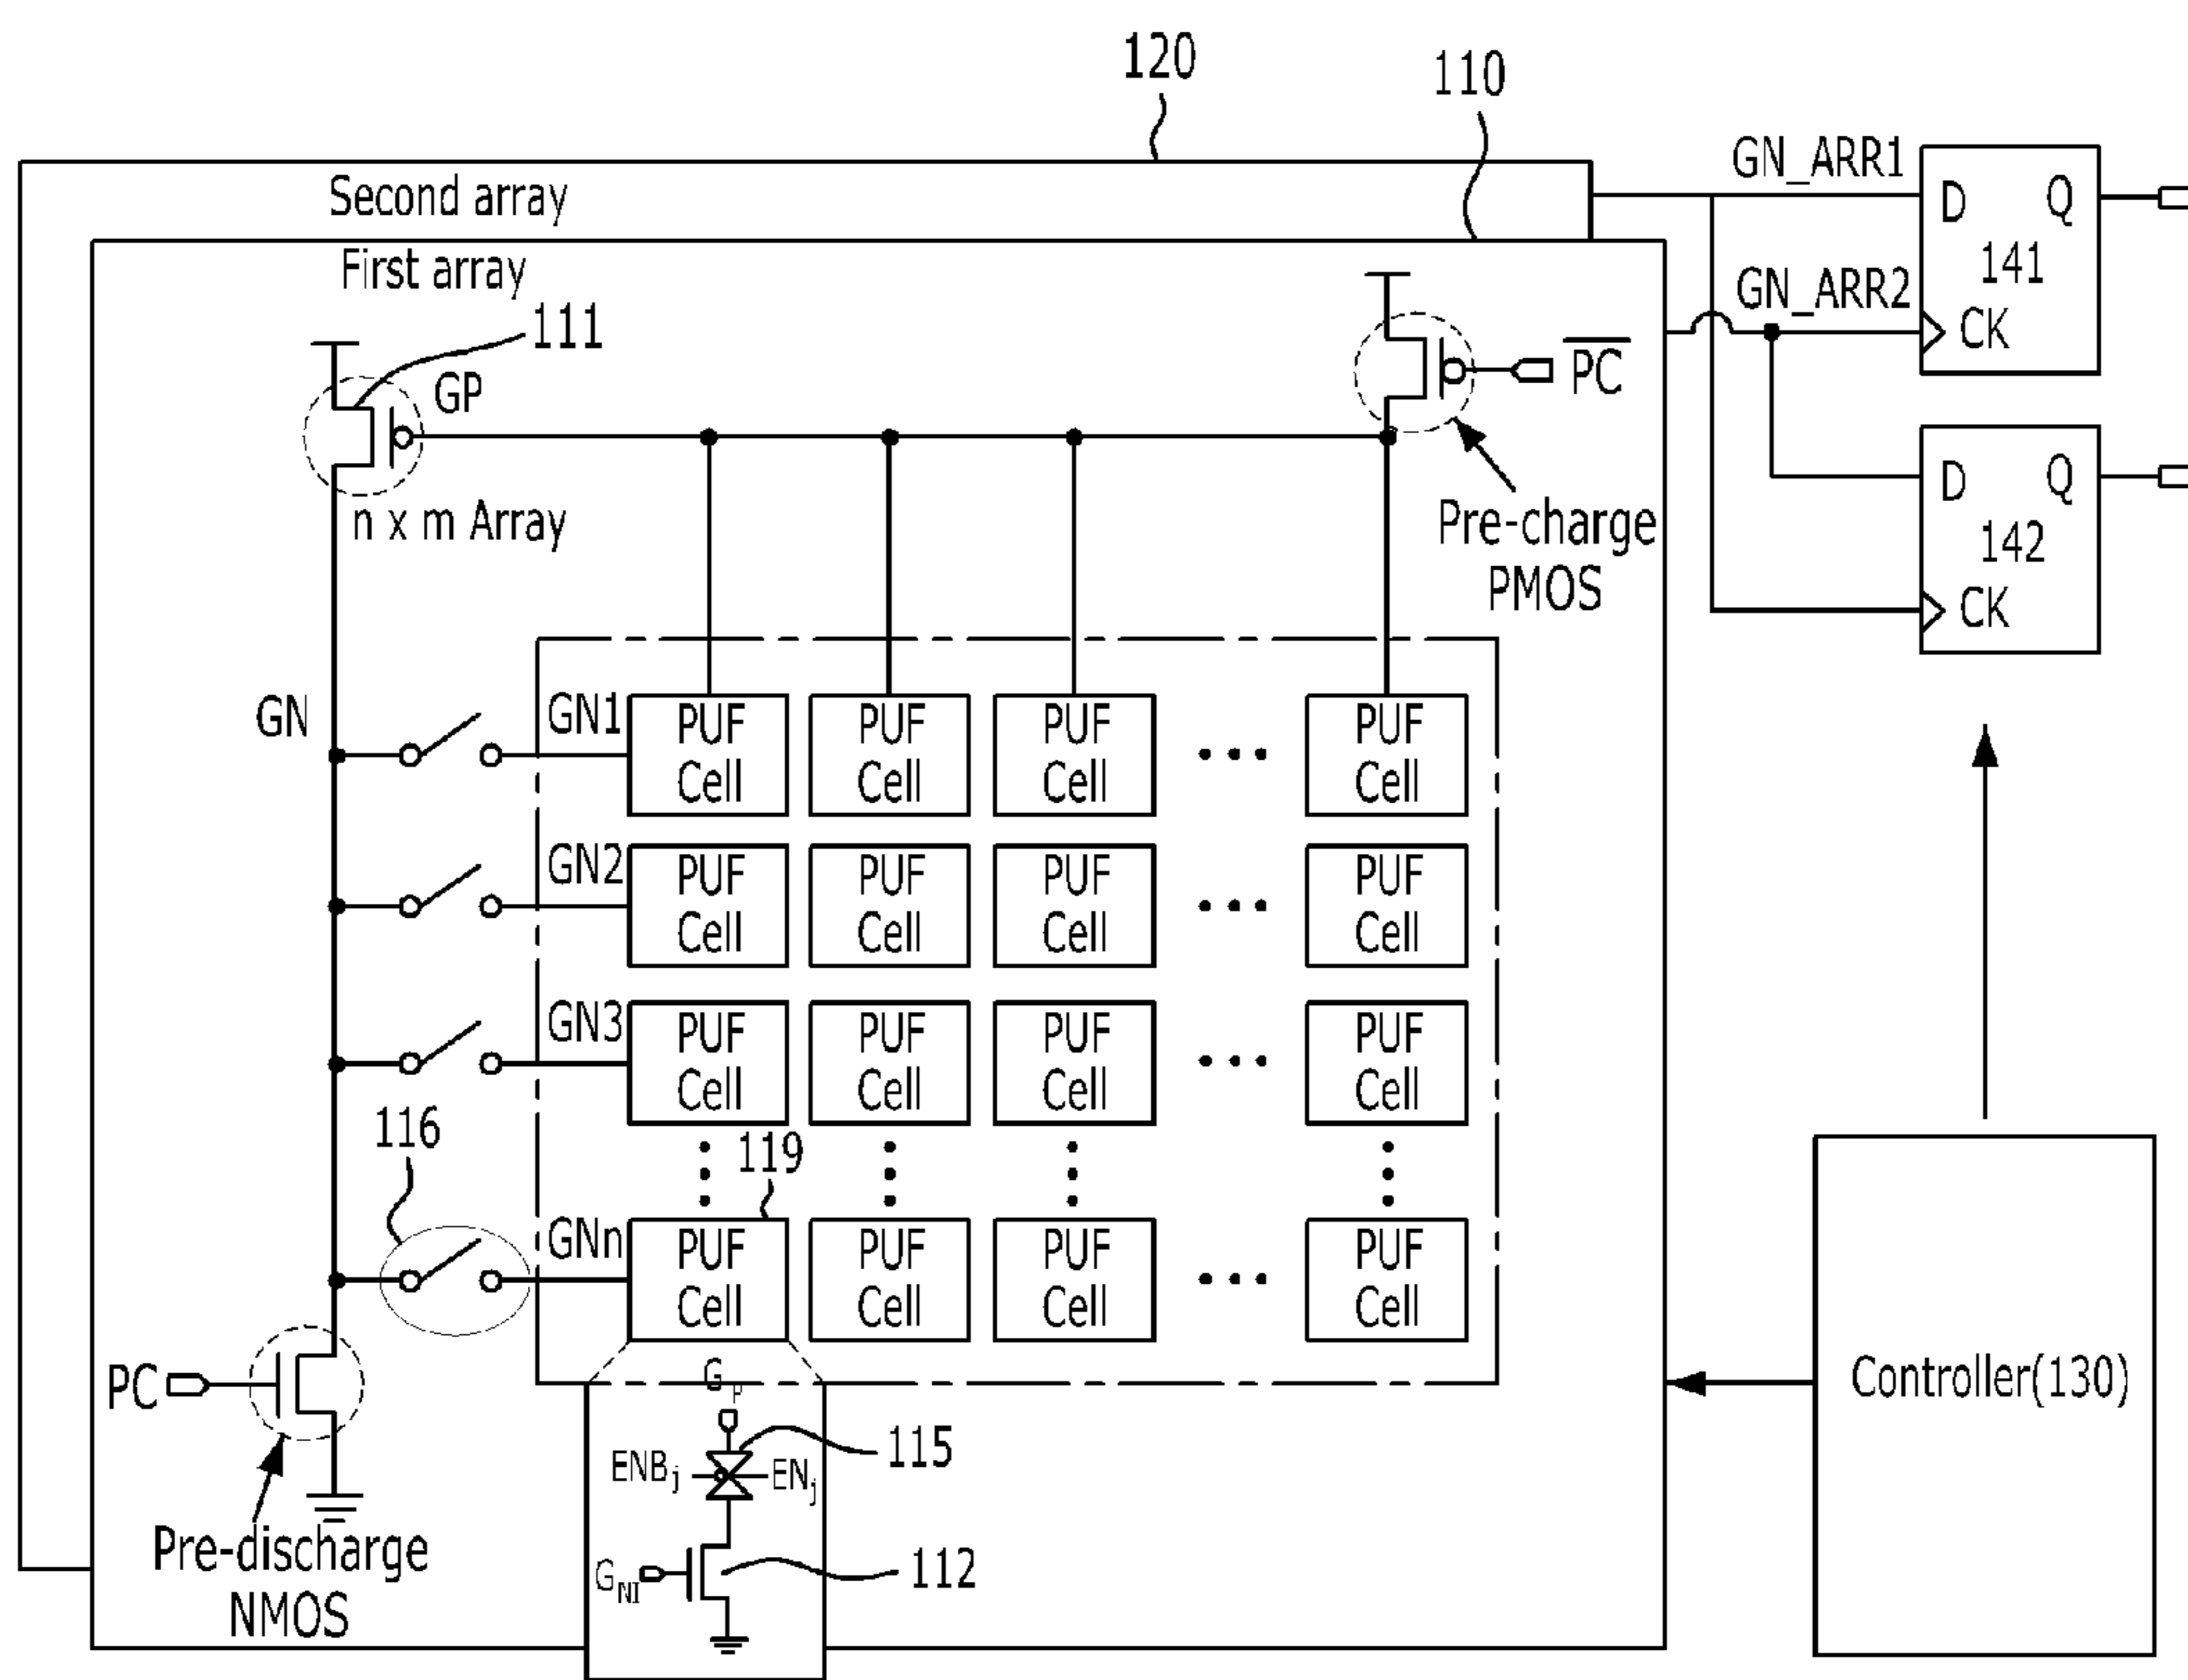 120
110
Second array
GN_ARR1
D
Q
141
CK
First array
GN_ARR2
111
GP
PC
n x m Array
Pre-charge
PMOS
D
Q
142
CK
GN
GN1
PUF
Cell
PUF
Cell
PUF
Cell
PUF
Cell
GN2
PUF
Cell
PUF
Cell
PUF
Cell
PUF
Cell
GN3
PUF
Cell
PUF
Cell
PUF
Cell
PUF
Cell
116
119
GNn
PUF
Cell
PUF
Cell
PUF
Cell
PUF
Cell
PC
GP
ENBj
ENj
115
GNI
112
Pre-discharge
NMOS
Controller(130)